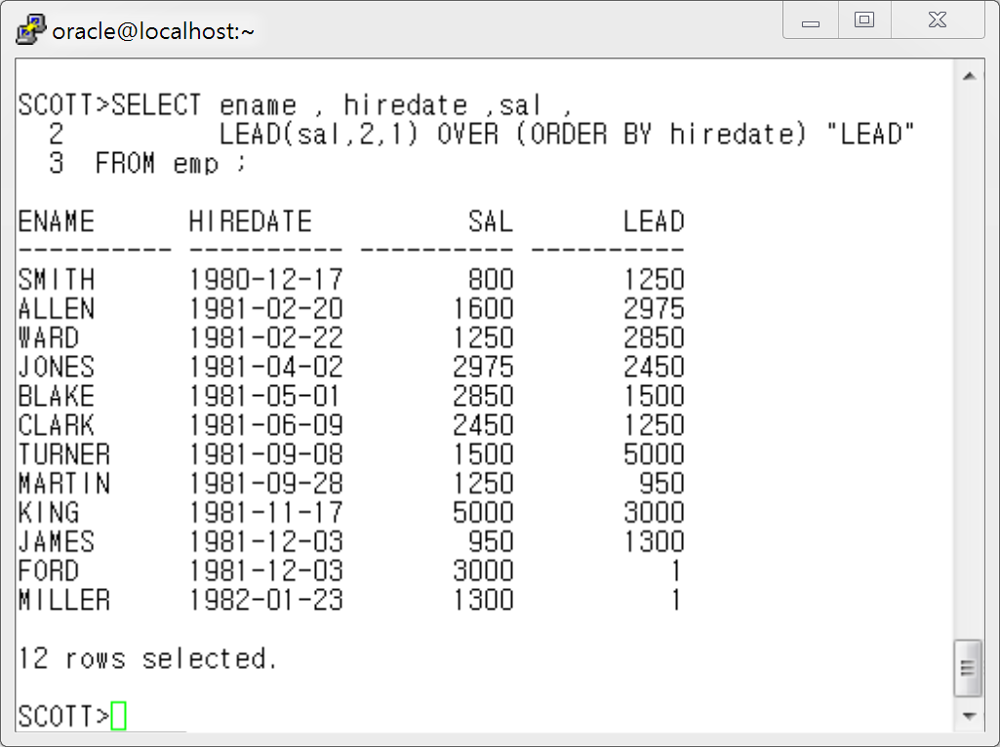 oracle@localhost:~
SCOTT>SELECT ename , hiredate ,sal ,
  2          LEAD(sal,2,1) OVER (ORDER BY hiredate) "LEAD"
  3  FROM emp ;
ENAME      HIREDATE          SAL       LEAD
---------- ---------- ---------- ----------
SMITH      1980-12-17        800       1250
ALLEN      1981-02-20       1600       2975
WARD       1981-02-22       1250       2850
JONES      1981-04-02       2975       2450
BLAKE      1981-05-01       2850       1500
CLARK      1981-06-09       2450       1250
TURNER     1981-09-08       1500       5000
MARTIN     1981-09-28       1250        950
KING       1981-11-17       5000       3000
JAMES      1981-12-03        950       1300
FORD       1981-12-03       3000          1
MILLER     1982-01-23       1300          1
12 rows selected.
SCOTT>